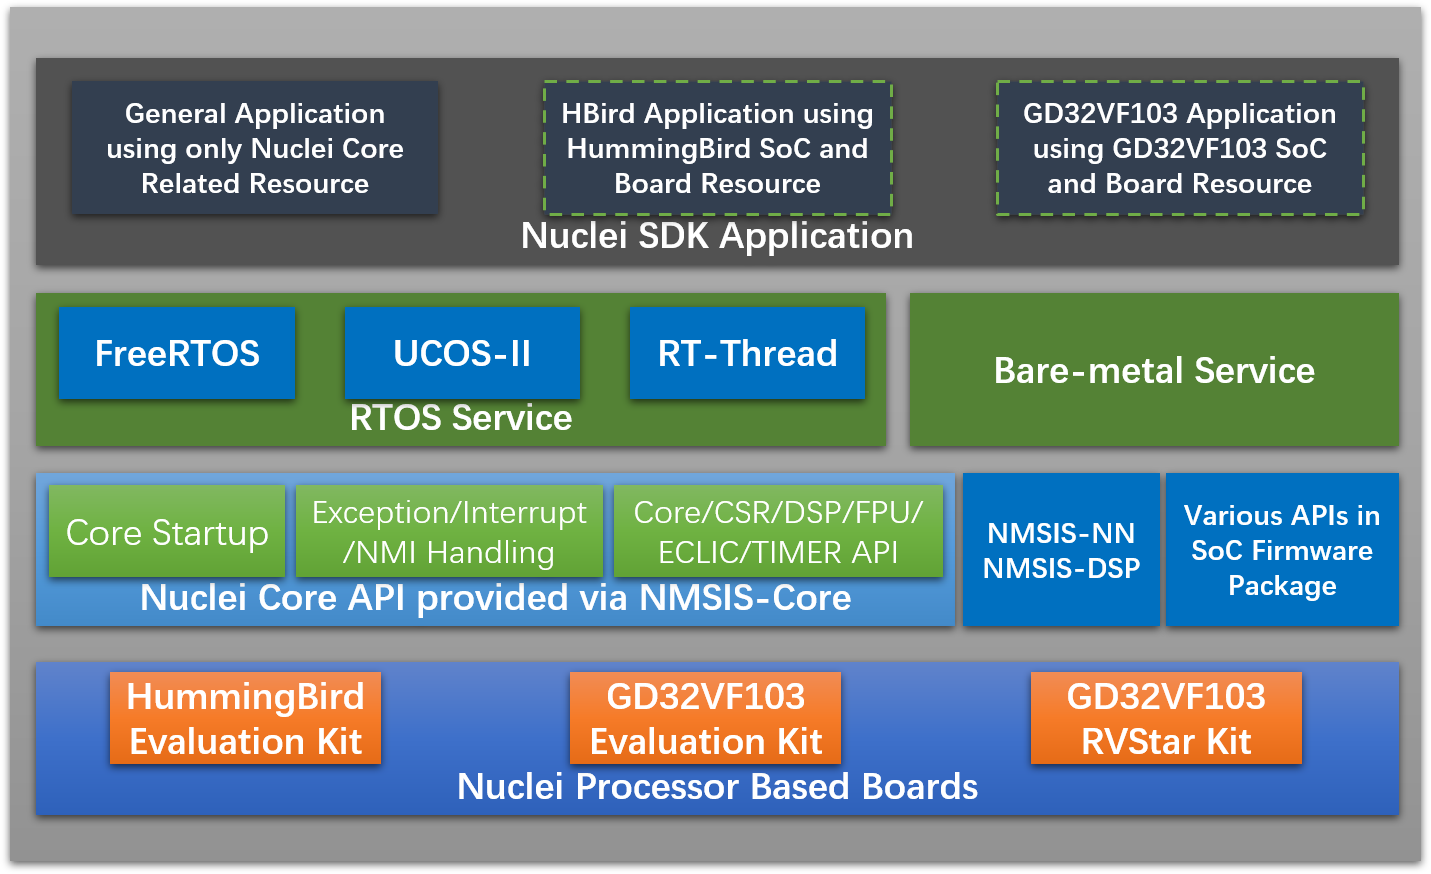 General Application
using only Nuclei Core
Related Resource
HBird Application using
HummingBird SoC and
Board Resource
GD32VF103 Application
using GD32VF103 SoC
and Board Resource
Nuclei SDK Application
FreeRTOS
UCOS-II
RT-Thread
RTOS Service
Bare-metal Service
Core Startup
Exception/Interrupt
/NMI Handling
Core/CSR/DSP/FPU/
ECLIC/TIMER API
Nuclei Core API provided via NMSIS-Core
NMSIS-NN
NMSIS-DSP
Various APIs in
SoC Firmware
Package
HummingBird
Evaluation Kit
GD32VF103
Evaluation Kit
GD32VF103
RVStar Kit
Nuclei Processor Based Boards